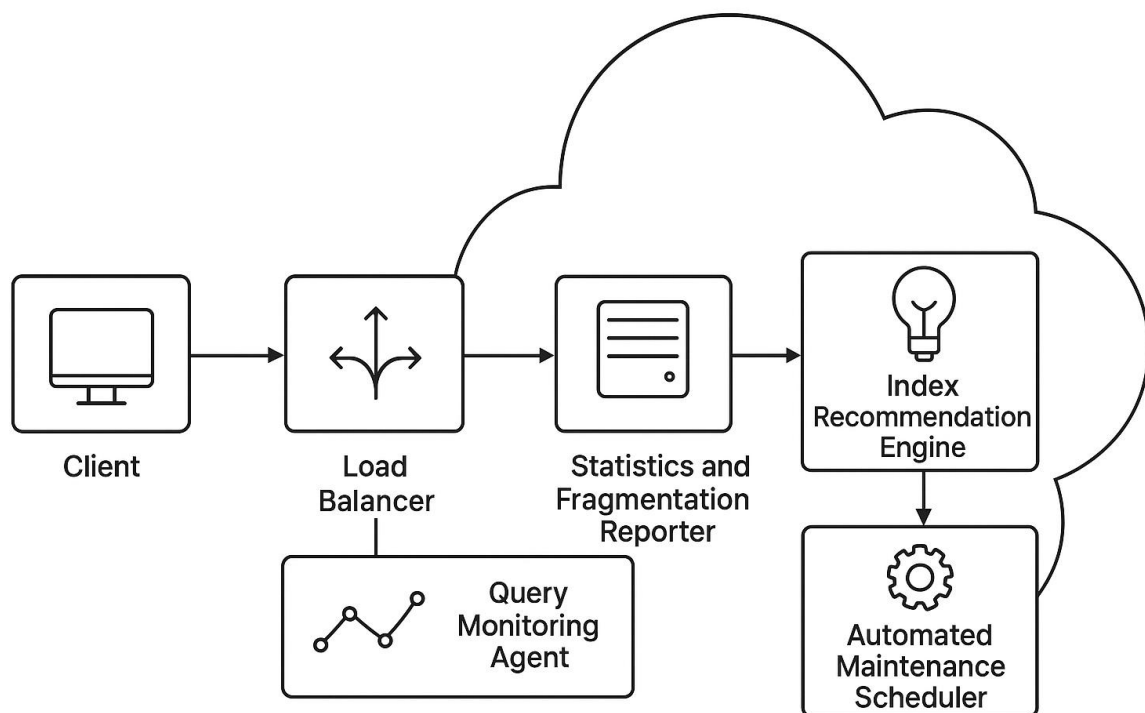 Client
Load
Balancer
Statistics and
Fragmentation
Reporter
Index
Recommendation
Engine
Query
Monitoring
Agent
Automated
Maintenance
Scheduler